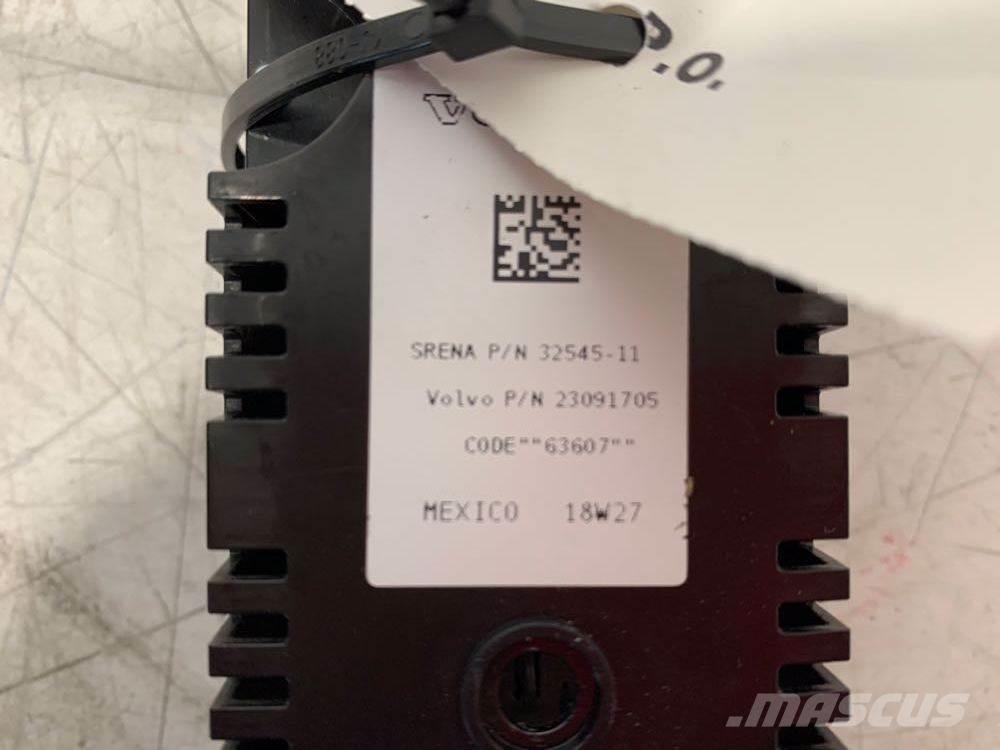 P.O.
SRENA P/N 32545-11
Volvo P/N 23091705
CODE""63607""
MEXICO 18W27
.MASCUS